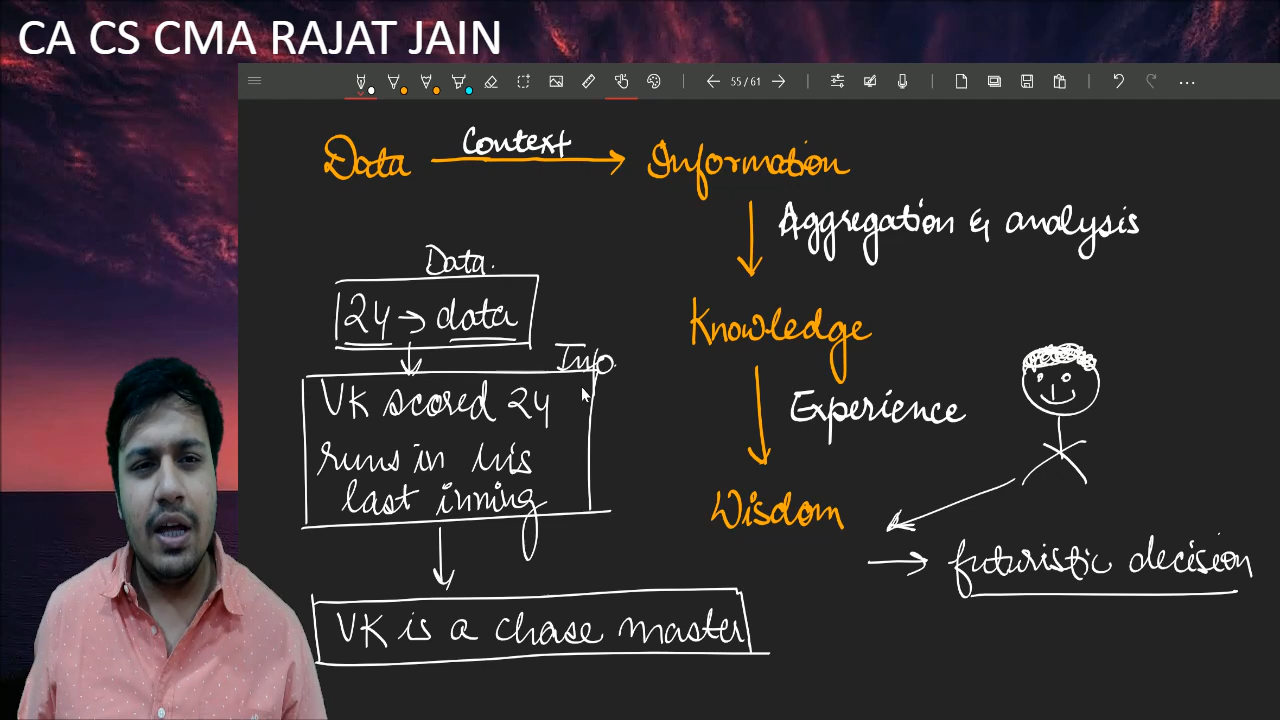 CA CS CMA RAJAT JAIN
55/61
Data Context Information
Aggregation & analysis
Data.
24 → data
Knowledge
Info.
VK scored 24
runs in his
last inning
Experience
Wisdom
→ futuristic decision
VK is a chase master